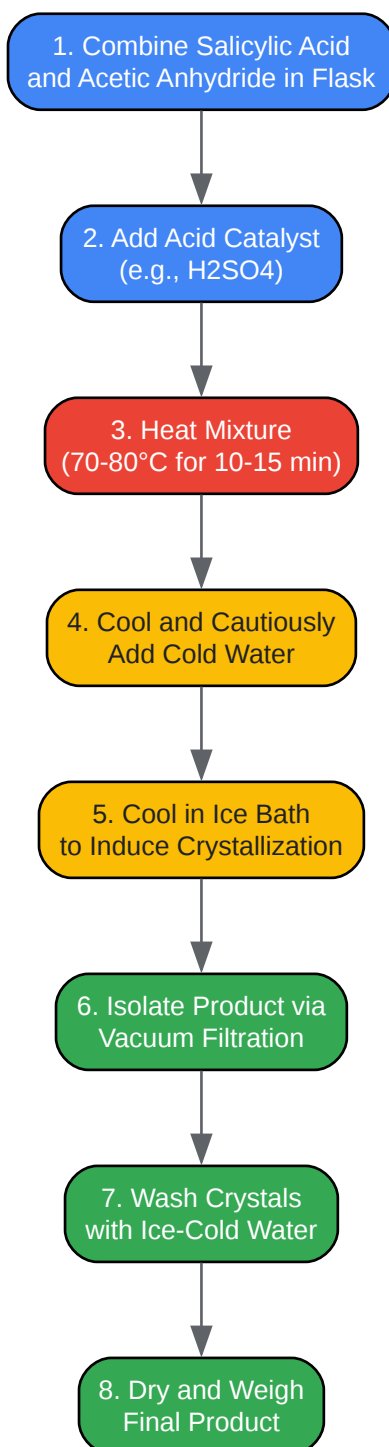 1. Combine Salicylic Acid
and Acetic Anhydride in Flask
2. Add Acid Catalyst
(e.g., H2SO4)
3. Heat Mixture
(70-80°C for 10-15 min)
4. Cool and Cautiously
Add Cold Water
5. Cool in Ice Bath
to Induce Crystallization
6. Isolate Product via
Vacuum Filtration
7. Wash Crystals
with Ice-Cold Water
8. Dry and Weigh
Final Product